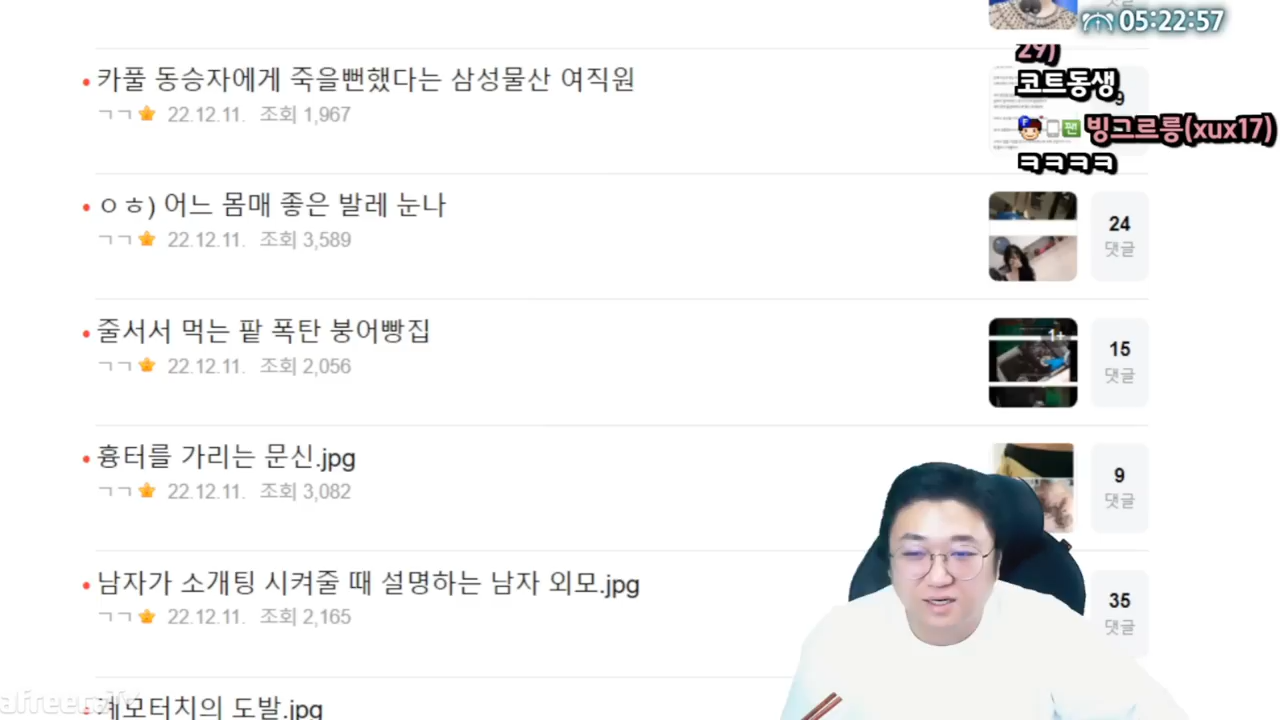 댓글
05:22:57
29)
카풀 동승자에게 죽을뻔했다는 삼성물산 여직원
코트동생
9
ㄱㄱ 22.12.11. 조회 1,967
빙그르릉(xux17)
ㅋㅋㅋㅋ
ㅇㅎ) 어느 몸매 좋은 발레 눈나
24
ㄱㄱ 22.12.11. 조회 3,589
댓글
줄서서 먹는 팥 폭탄 붕어빵집
1+
15
ㄱㄱ 22.12.11. 조회 2,056
댓글
흉터를 가리는 문신.jpg
9
ㄱㄱ 22.12.11. 조회 3,082
댓글
남자가 소개팅 시켜줄 때 설명하는 남자 외모.jpg
35
ㄱㄱ 22.12.11. 조회 2,165
댓글
afreecaTV
도발.jpg